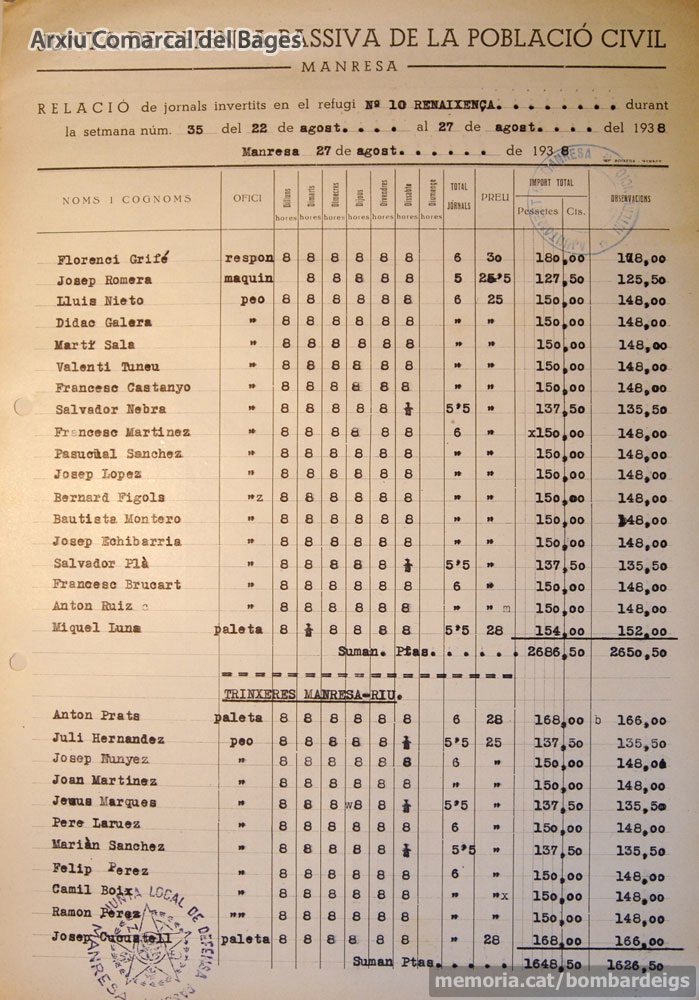 Arxiu Comarcal del Bages
PASSIVA DE LA POBLACIÓ CIVIL
MANRESA
RELACIÓ de jornals invertits en el refugi Nº 10 RENAIXENÇA. . . . . . . . durant
la setmana núm. 35 del 22 de agost. . . . al 27 de agost. . . . del 1938
Manresa 27 de agost. . . . . . . de 1938
NOMS I COGNOMS OFICI Dilluns hores Dimarts hores Dimecres hores Dijous hores Divendres hores Dissabte hores Diumenge hores TOTAL JORNALS PREU IMPORT TOTAL Pessetes Cts. OBSERVACIONS
Florenci Grifé respon 8 8 8 8 8 8 6 30 180,00 178,00
Josep Romera maquin 8 8 8 8 8 5 25'5 127,50 125,50
Lluis Nieto peo 8 8 8 8 8 8 6 25 150,00 148,00
Didac Galera " 8 8 8 8 8 8 " " 150,00 148,00
Martí Sala " 8 8 8 8 8 8 " " 150,00 148,00
Valenti Tuneu " 8 8 8 8 8 8 " " 150,00 148,00
Francesc Castanyo " 8 8 8 8 8 8 " " 150,00 148,00
Salvador Nebra " 8 8 8 8 8 ½ 5'5 " 137,50 135,50
Francesc Martinez " 8 8 8 8 8 8 6 " x150,00 148,00
Pascual Sanchez " 8 8 8 8 8 8 " " 150,00 148,00
Josep Lopez " 8 8 8 8 8 8 " " 150,00 148,00
Bernard Figols "z 8 8 8 8 8 8 " " 150,00 148,00
Bautista Montero " 8 8 8 8 8 8 " " 150,00 148,00
Josep Echibarria " 8 8 8 8 8 8 " " 150,00 148,00
Salvador Plà " 8 8 8 8 8 ½ 5'5 " 137,50 135,50
Francesc Brucart " 8 8 8 8 8 8 6 " 150,00 148,00
Anton Ruiz c " 8 8 8 8 8 8 " " m 150,00 148,00
Miquel Luna paleta 8 ½ 8 8 8 8 5'5 28 154,00 152,00
Suman. Ptas. . . . . . 2686,50 2650,50
TRINXERES MANRESA-RIU.
Anton Prats paleta 8 8 8 8 8 8 6 28 168,00 b 166,00
Juli Hernandez peo 8 8 8 8 8 ½ 5'5 25 137,50 135,50
Josep Nunyez " 8 8 8 8 8 8 6 " 150,00 148,00
Joan Martinez " 8 8 8 8 8 8 " " 150,00 148,00
Jesus Marques " 8 8 8 w8 8 ½ 5'5 " 137,50 135,50
Pere Laruez " 8 8 8 8 8 8 6 " 150,00 148,00
Mariàn Sanchez " 8 8 8 8 8 ½ 5'5 " 137,50 135,50
Felip Perez " 8 8 8 8 8 8 6 " 150,00 148,00
Camil Boix " 8 8 8 8 8 8 " "x 150,00 148,00
Ramon Perez "" 8 8 8 8 8 8 " " 150,00 148,00
Josep Cucustell paleta 8 8 8 8 8 8 " 28 168,00 166,00
Suman Ptas. . . . . 1648,50 1626,50
JUNTA LOCAL DE DEFENSA
MANRESA
memoria.cat/bombardeigs